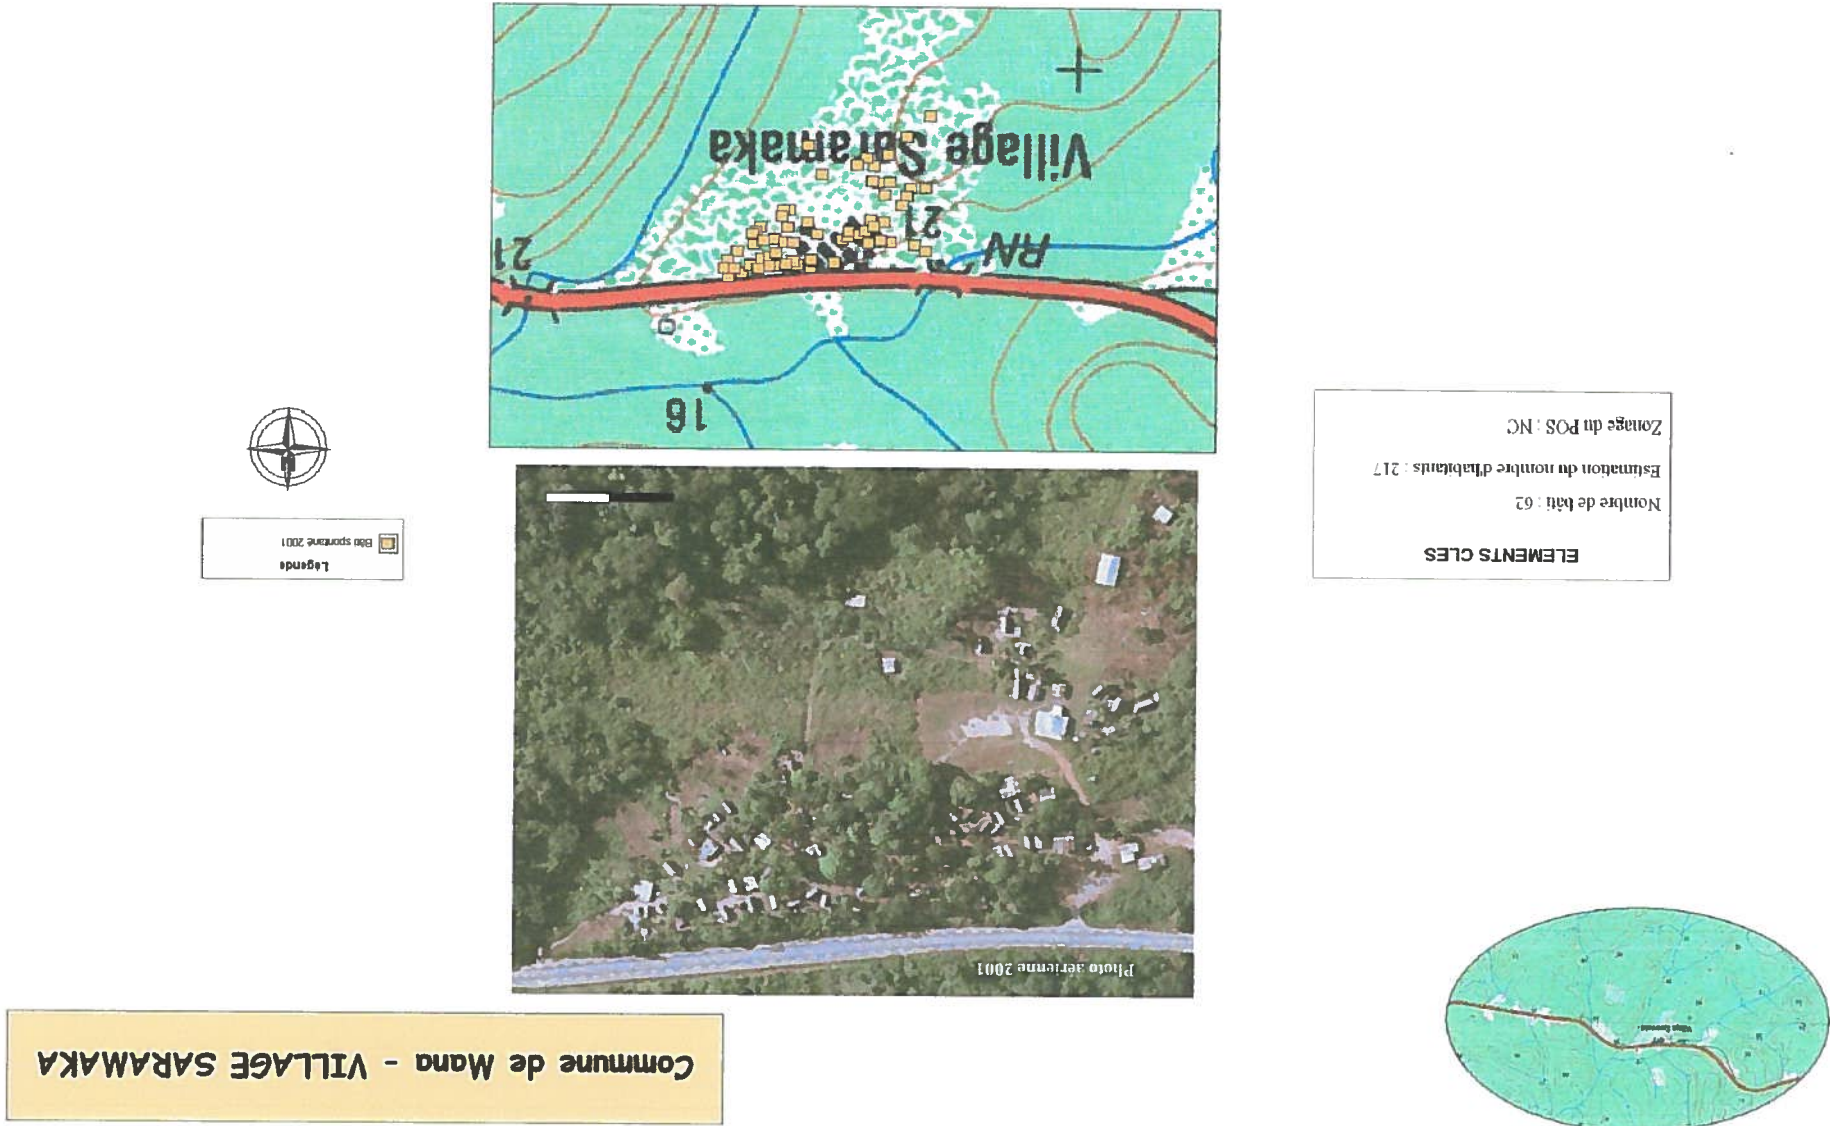 Commune de Mana - VILLAGE SARAMAKA
Photo aérienne 2001
ELEMENTS CLES
Nombre de bâti : 62
Estimation du nombre d'habitants : 217
Zonage du POS : NC
Légende
Bâti spontané 2001
N
16
21
RN
21
Village Saramaka